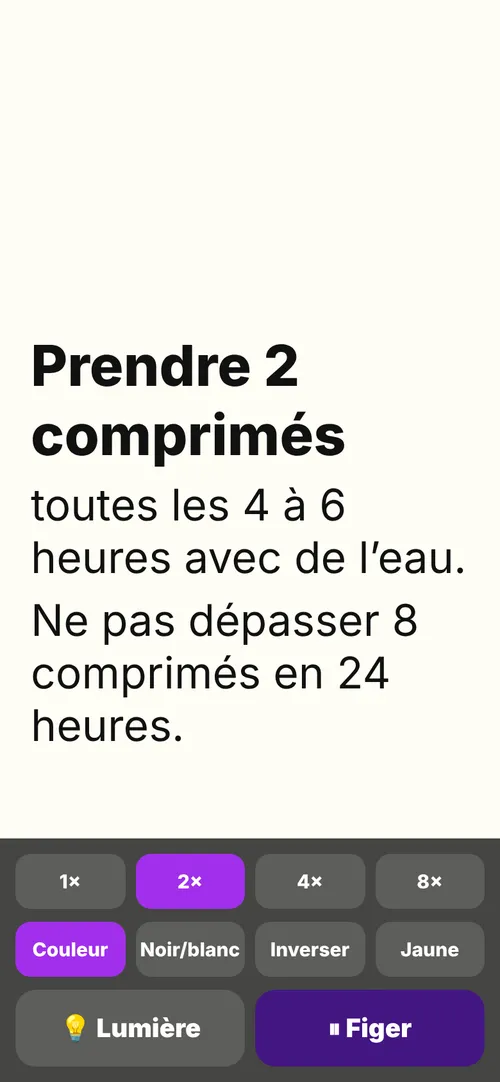 Prendre 2
comprimés
toutes les 4 à 6
heures avec de l’eau.
Ne pas dépasser 8
comprimés en 24
heures.
1× 2× 4× 8×
Couleur Noir/blanc Inverser Jaune
💡 Lumière ⏸ Figer